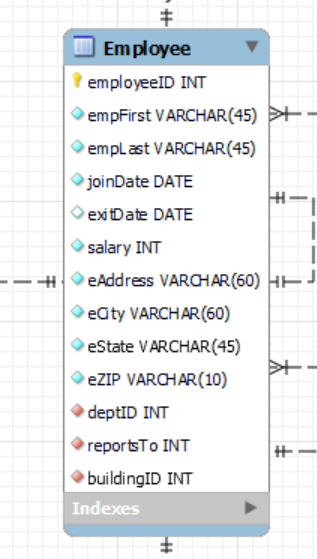 Employee
employeeID INT
empFirst VARCHAR(45)
empLast VARCHAR(45)
joinDate DATE
exitDate DATE
salary INT
eAddress VARCHAR(60)
eCity VARCHAR(60)
eState VARCHAR(45)
eZIP VARCHAR(10)
deptID INT
reportsTo INT
buildingID INT
Indexes